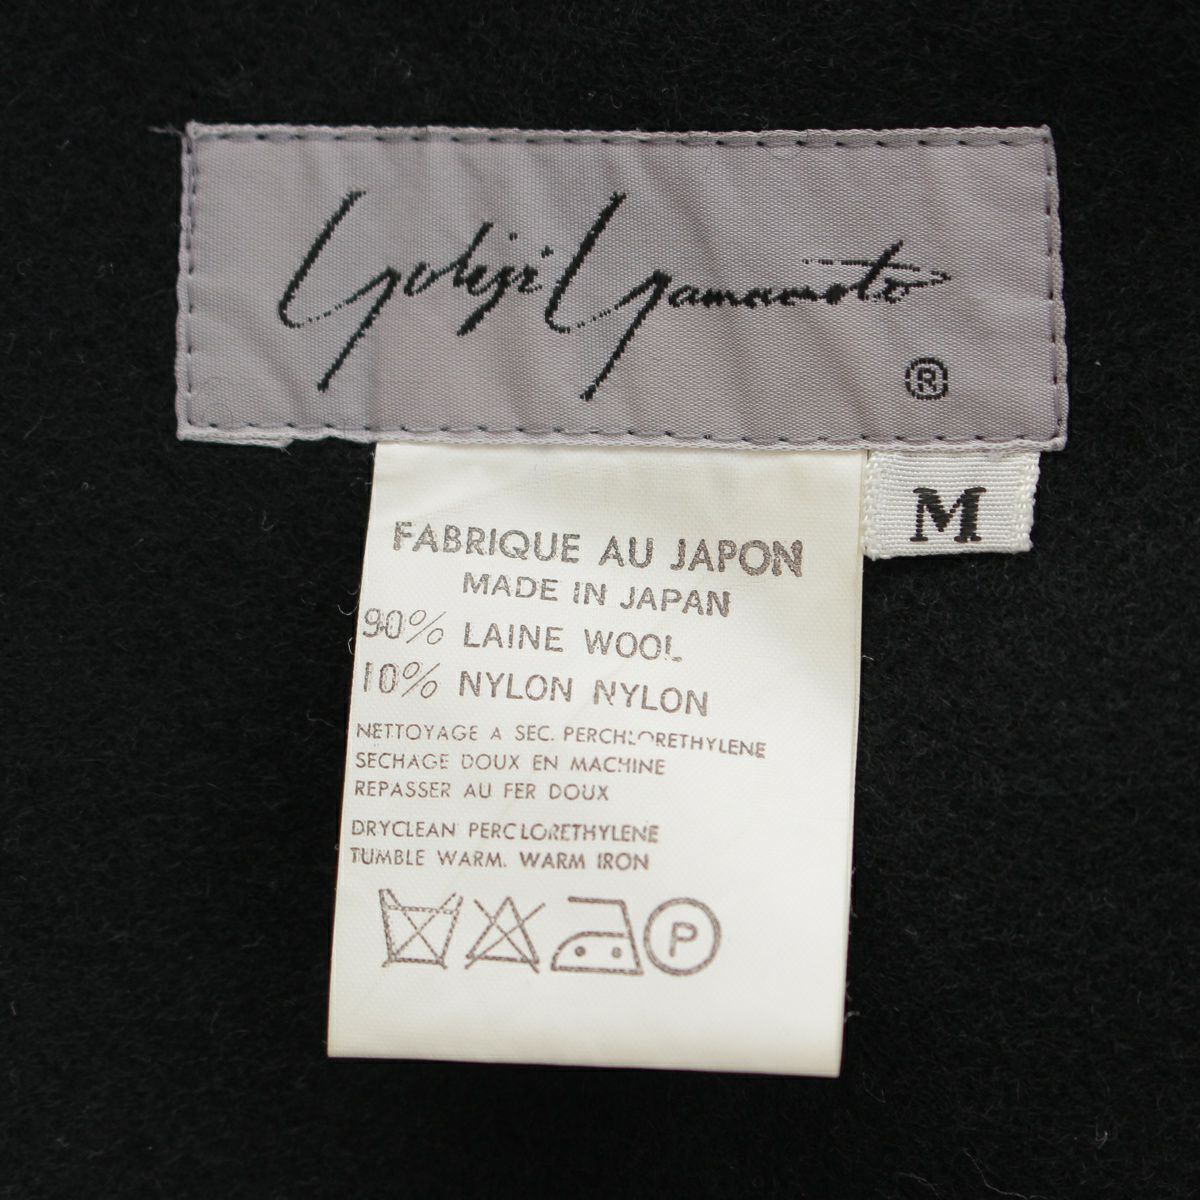 Yohji Yamamoto
®
M
FABRIQUE AU JAPON
MADE IN JAPAN
90% LAINE WOOL
10% NYLON NYLON
NETTOYAGE A SEC. PERCHLORETHYLENE
SECHAGE DOUX EN MACHINE
REPASSER AU FER DOUX
DRYCLEAN PERCLORETHYLENE
TUMBLE WARM. WARM IRON
P